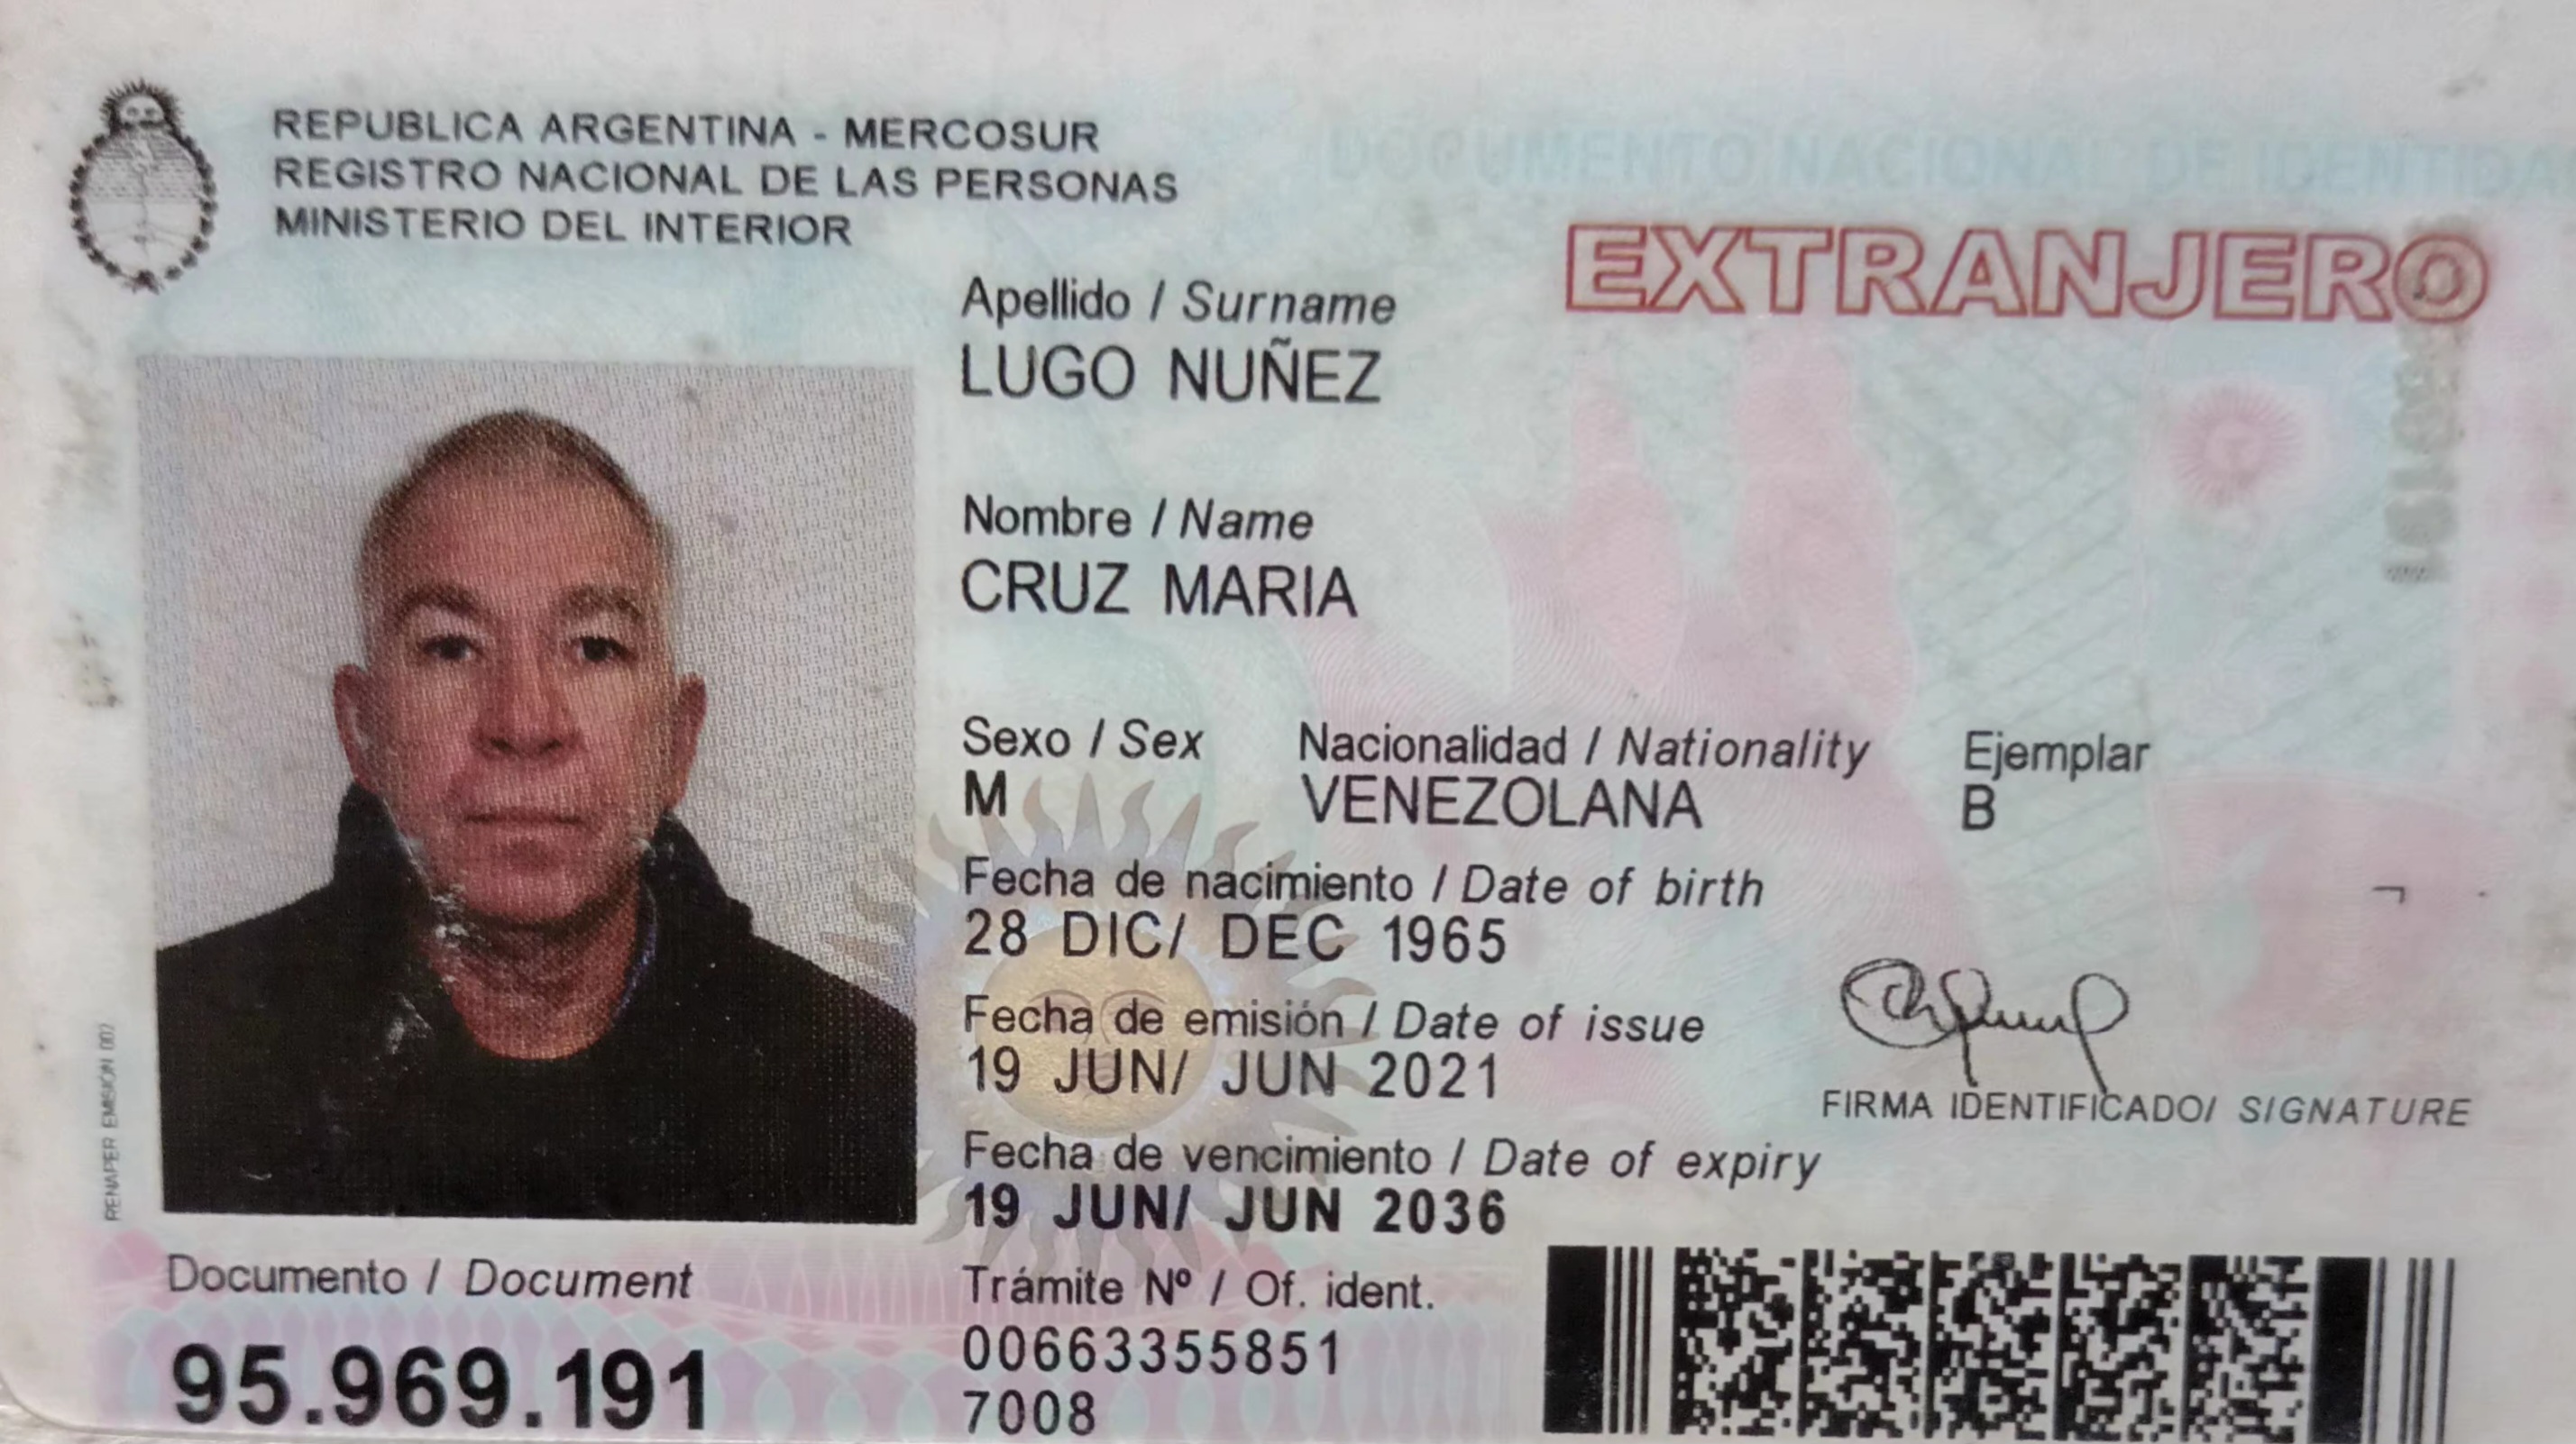 REPUBLICA ARGENTINA - MERCOSUR
REGISTRO NACIONAL DE LAS PERSONAS
MINISTERIO DEL INTERIOR
DOCUMENTO NACIONAL DE IDENTIDA
EXTRANJERO
Apellido / Surname
LUGO NUÑEZ
Nombre / Name
CRUZ MARIA
Sexo / Sex Nacionalidad / Nationality Ejemplar
M VENEZOLANA B
Fecha de nacimiento / Date of birth
28 DIC/ DEC 1965
Fecha de emisión / Date of issue
19 JUN/ JUN 2021
FIRMA IDENTIFICADO/ SIGNATURE
Fecha de vencimiento / Date of expiry
19 JUN/ JUN 2036
RENAPER EMISION 007
Documento / Document
95.969.191
Trámite Nº / Of. ident.
00663355851
7008